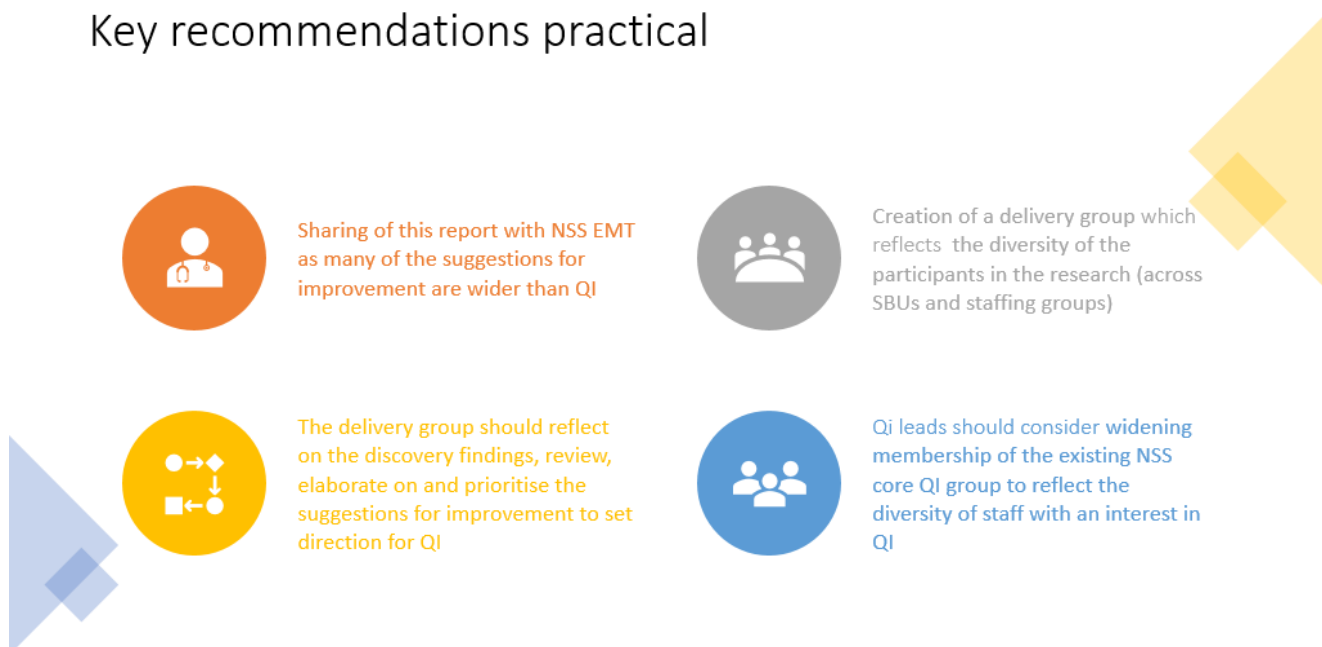 Key recommendations practical
Sharing of this report with NSS EMT
as many of the suggestions for
improvement are wider than QI
Creation of a delivery group which
reflects  the diversity of the
participants in the research (across
SBUs and staffing groups)
The delivery group should reflect
on the discovery findings, review,
elaborate on and prioritise the
suggestions for improvement to set
direction for QI
Qi leads should consider widening
membership of the existing NSS
core QI group to reflect the
diversity of staff with an interest in
QI